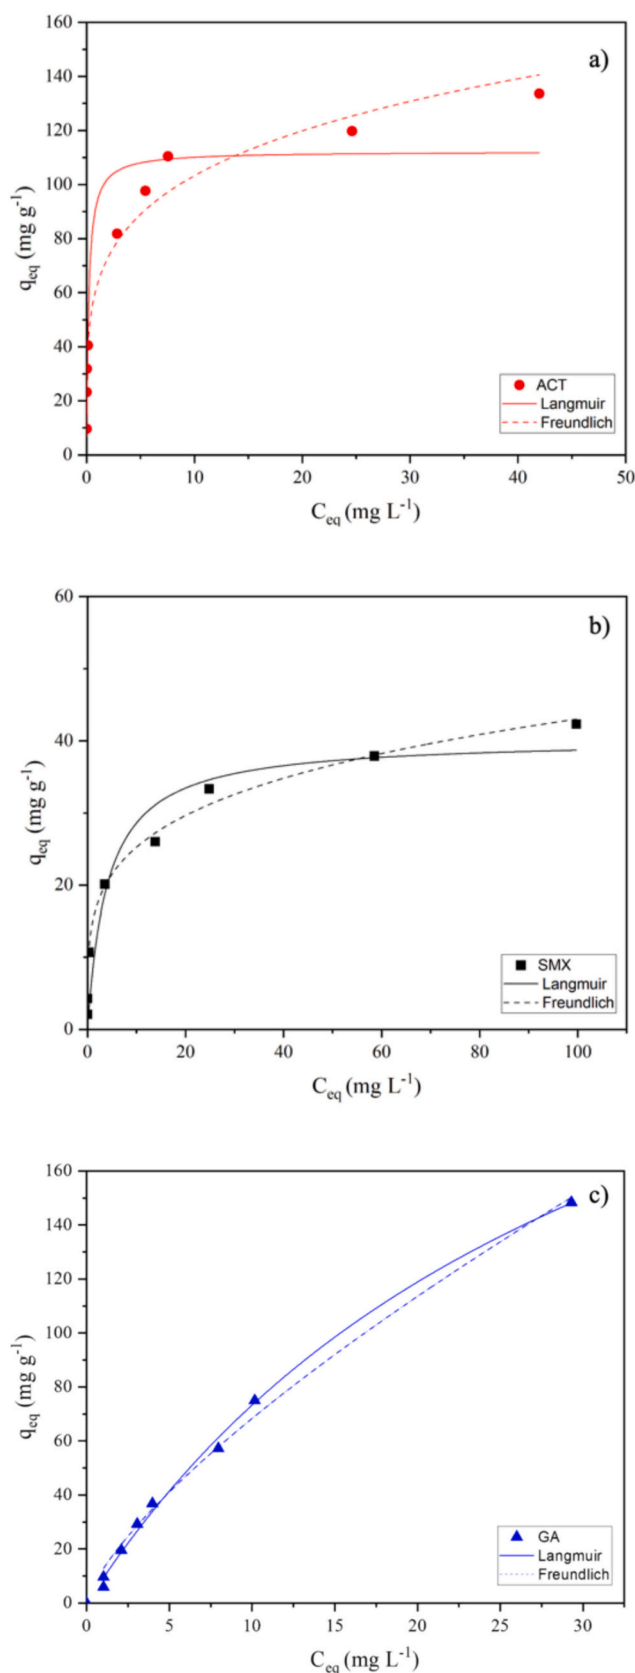 160
a)
140
120
100
80
60
40
20
0
q_eq (mg g⁻¹)
ACT
Langmuir
Freundlich
0 10 20 30 40 50
C_eq (mg L⁻¹)
60
b)
40
20
0
q_eq (mg g⁻¹)
SMX
Langmuir
Freundlich
0 20 40 60 80 100
C_eq (mg L⁻¹)
160
c)
140
120
100
80
60
40
20
0
q_eq (mg g⁻¹)
GA
Langmuir
Freundlich
0 5 10 15 20 25 30
C_eq (mg L⁻¹)